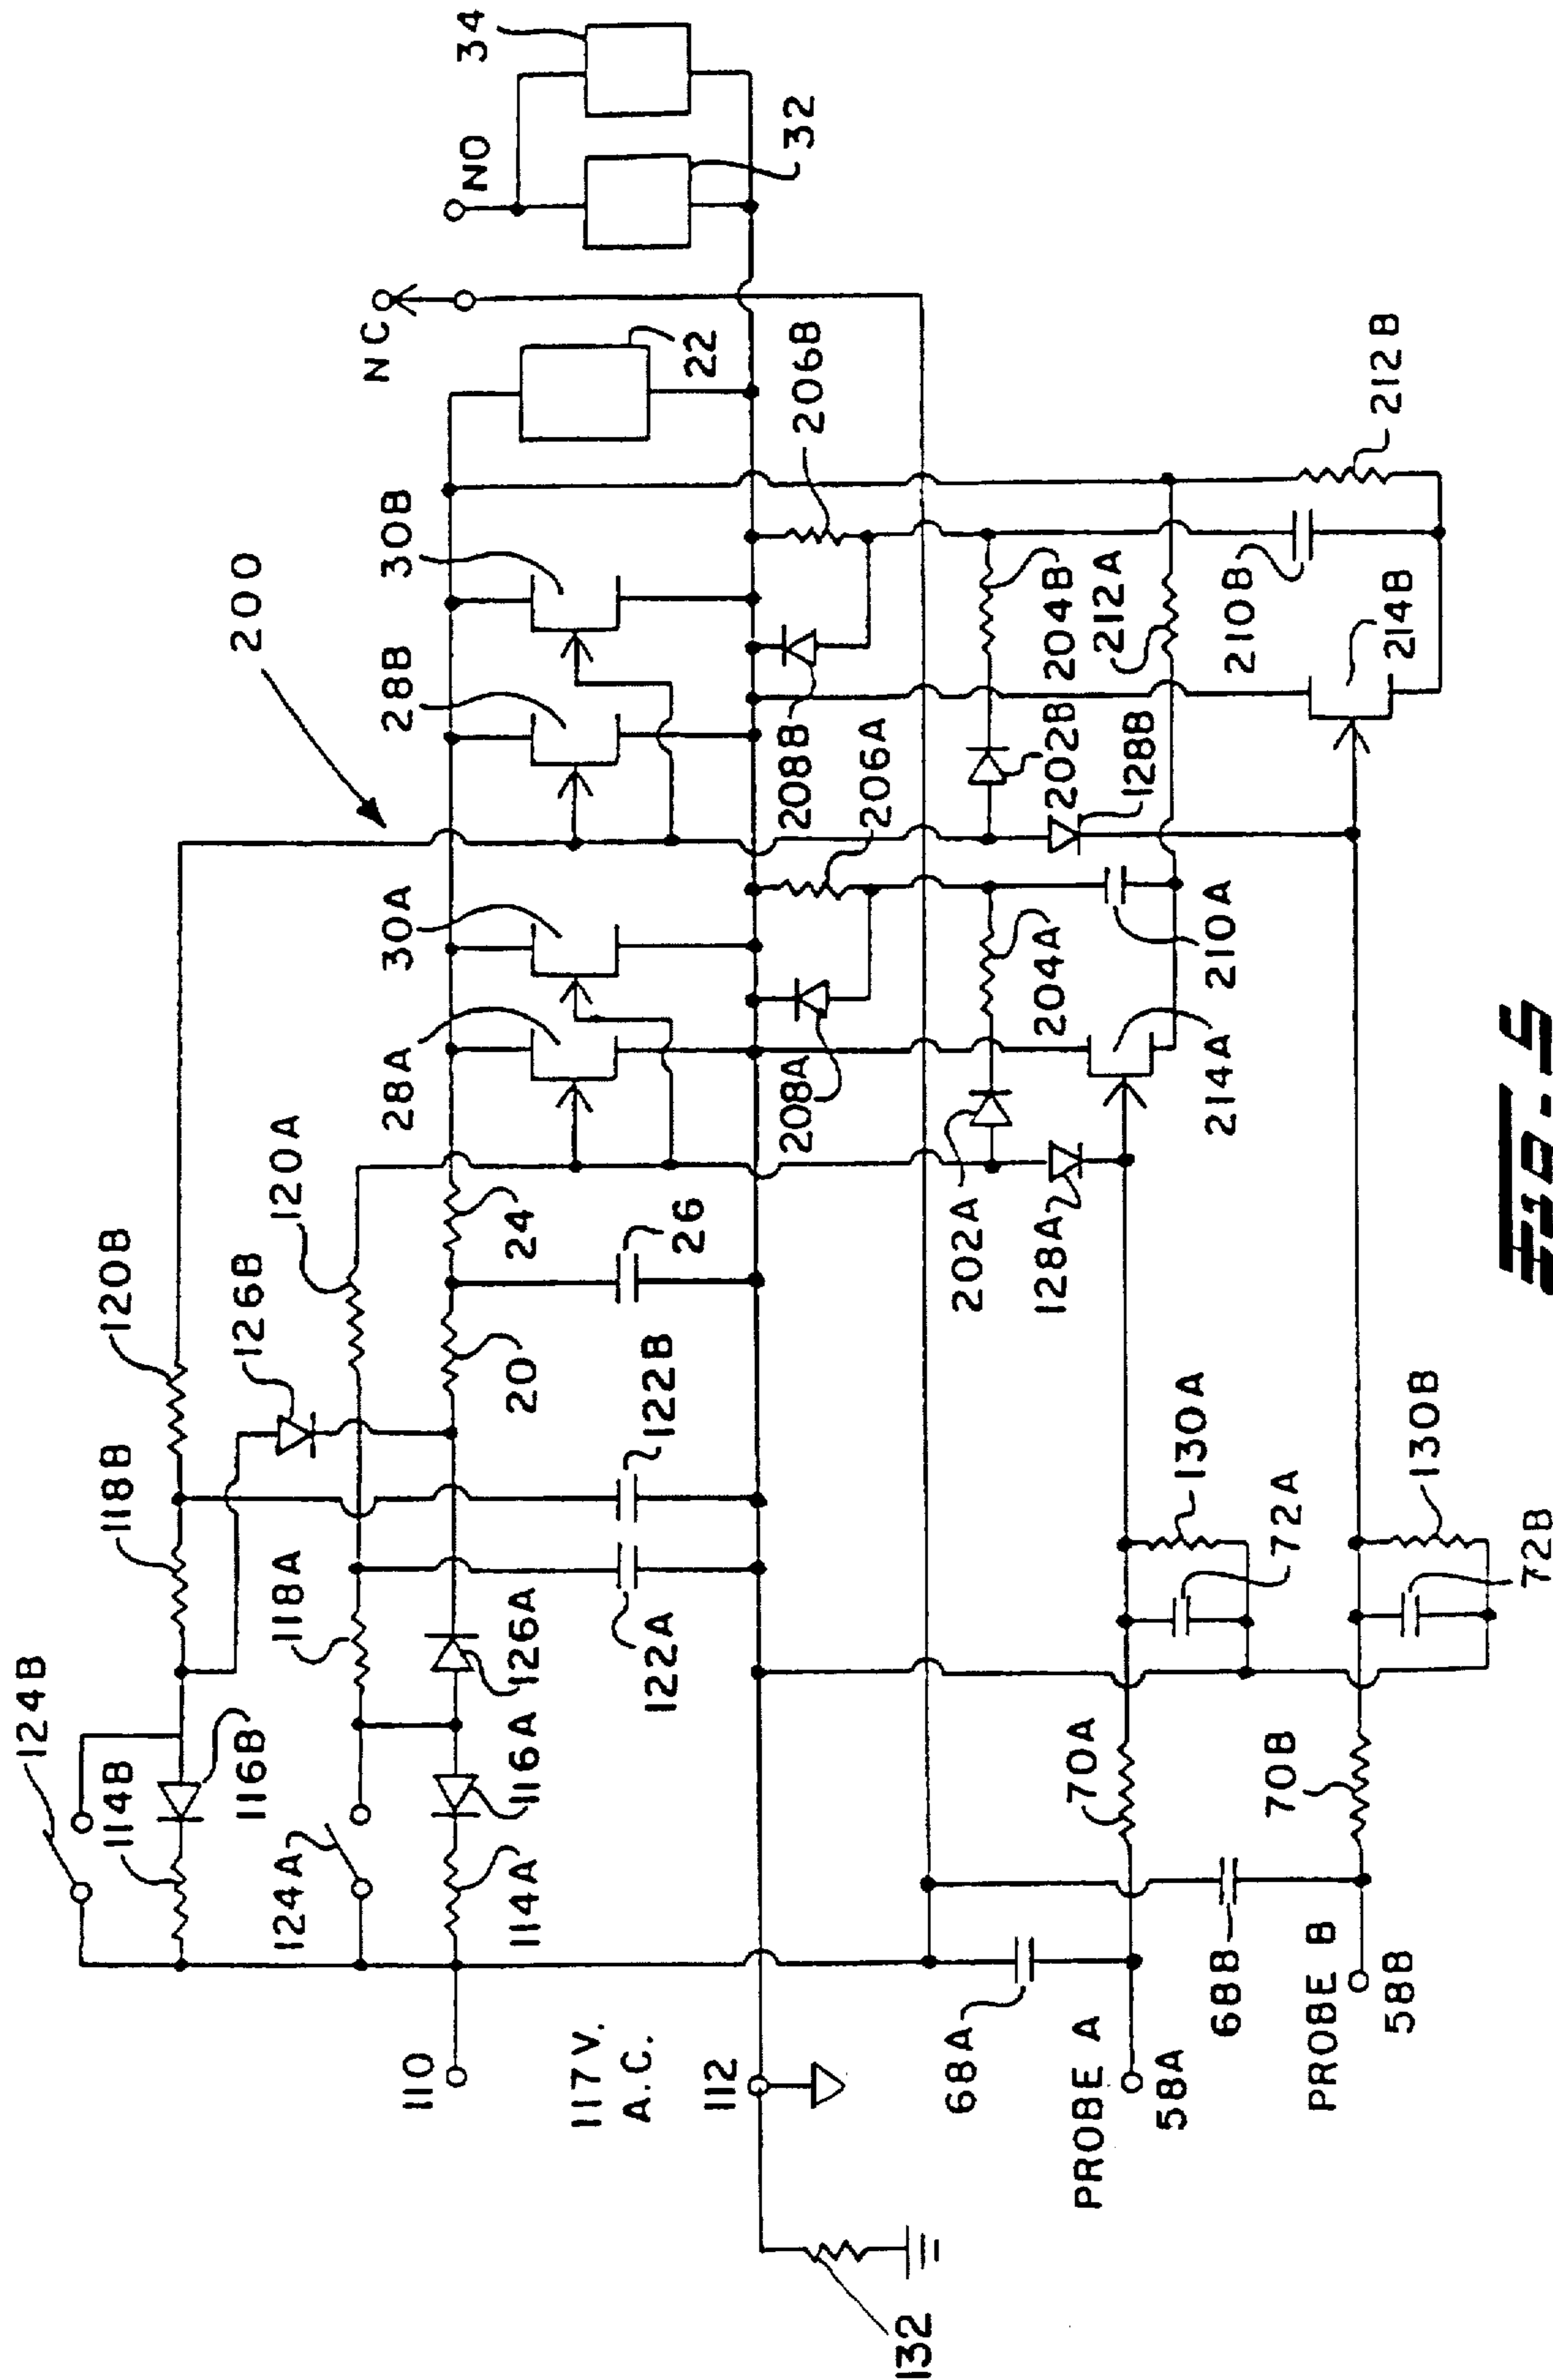 200
34
NO
32
NC
22
30B
28B
206B
212B
30A
28A
208B
206A
204B
212A
210B
214B
202B
128B
208A
204A
210A
214A
202A
128A
120A
120B
126B
24
26
20
118B
118A
122B
122A
126A
116A
124B
114B
116B
124A
114A
110
117V.
A.C.
112
132
68A
PROBE A
58A
70A
130A
72A
68B
PROBE B
58B
70B
130B
72B
FIG-5